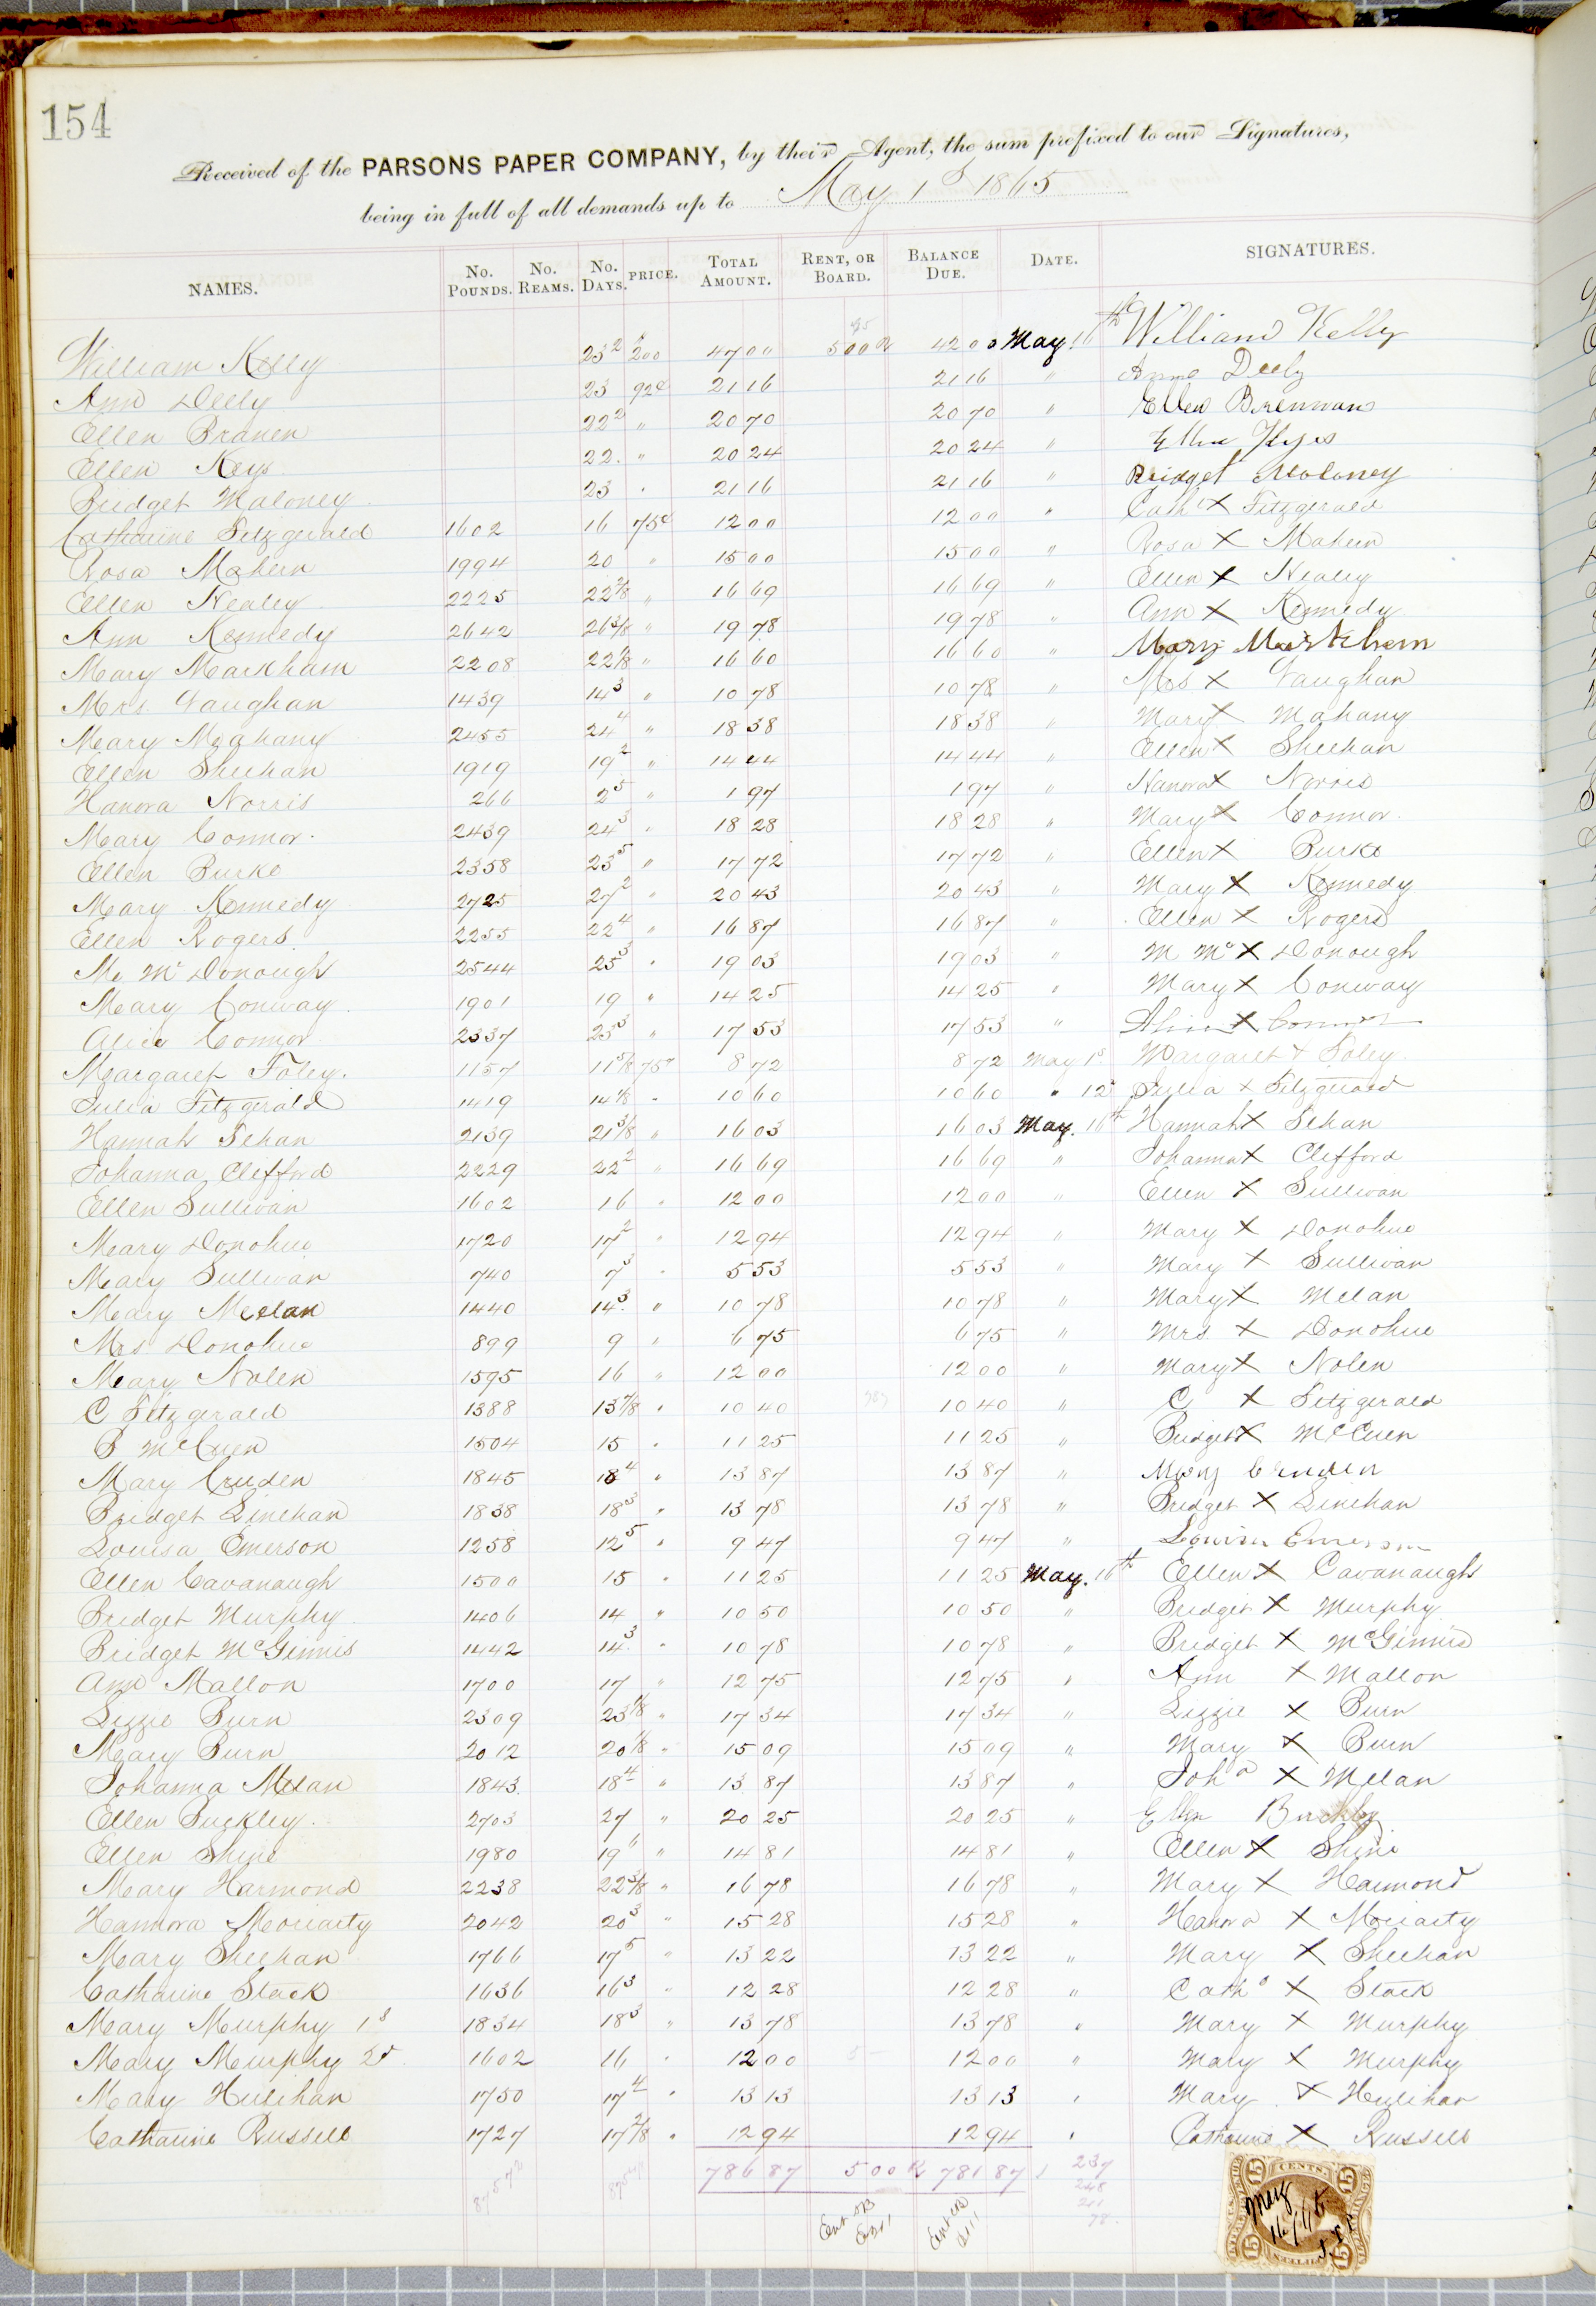 154
Received of the PARSONS PAPER COMPANY, by their Agent, the sum prefixed to our Signatures,
being in full of all demands up to May 1s 1865
NAMES. No. POUNDS. No. REAMS. No. DAYS. PRICE. TOTAL AMOUNT. RENT, OR BOARD. BALANCE DUE. DATE. SIGNATURES.
William Kelly 23 2 200 47 00 5 00 R 42 00 May 16th William Kelly
Ann Deely 23 92c 21 16 21 16 " Anne Deely
Ellen Branen 22 2 " 20 70 20 70 " Ellen Brennan
Ellen Keys 22. " 20 24 20 24 " Ellen Keyes
Bridget Maloney 23 " 21 16 21 16 " Bridget Moloney
Catharine Fitzgerald 1602 16 75c 12 00 12 00 " Cath X Fitzgerald
Rosa Mahern 1994 20 " 15 00 15 00 " Rosa X Mahern
Ellen Nealey 2225 22 2/8 " 16 69 16 69 " Ellen X Nealey
Ann Kennedy 2642 26 3/8 " 19 78 19 78 " Ann X Kennedy
Mary Markham 2208 22 1/8 " 16 60 16 60 " Mary Markham
Mrs. Vaughan 1439 14 3 " 10 78 10 78 " Mrs X Vaughan
Mary Mahany 2455 24 4 " 18 38 18 38 " Mary X Mahany
Ellen Sheehan 1919 19 2 " 14 44 14 44 Ellen X Sheehan
Hanora Norris 266 2 5 " 1 97 1 97 " Hanora X Norris
Mary Connor. 2439 24 3 " 18 28 18 28 " Mary X Connor.
Ellen Burke 2358 23 5 " 17 72 17 72 " Ellen X Burke
Mary Kennedy 2725 27 2 " 20 43 20 43 " Mary X Kennedy
Ellen Rogers 2255 22 4 " 16 87 16 87 " Ellen X Rogers
M. McDonough 2544 25 3 " 19 03 19 03 " M Mc X Donough
Mary Conway 1901 19 " 14 25 14 25 " Mary X Conway
Alice Connor 2337 23 3 " 17 53 17 53 " Alice X Connor
Margaret Foley. 1157 11 5/8 75c 8 72 8 72 May 1s Margaret X Foley.
Julia Fitzgerald 1419 14 1/8 " 10 60 10 60 " 12 Julia X Fitzgerald
Hannah Sehan 2139 21 3/8 " 16 03 16 03 May. 16th Hannah X Sehan
Johanna Clifford 2229 22 2 " 16 69 16 69 " Johanna X Clifford
Ellen Sullivan 1602 16 " 12 00 12 00 " Ellen X Sullivan
Mary Donohue 1720 17 2 " 12 94 12 94 " Mary X Donohue
Mary Sullivan 740 7 3 " 5 53 5 53 " Mary X Sullivan
Mary Melan 1440 14 3. " 10 78 10 78 " Mary X Melan
Mrs Donohue 899 9 " 6 75 6 75 " Mrs. X Donohue
Mary Nolen 1595 16 " 12 00 12 00 " Mary X Nolen
C Fitzgerald 1388 13 7/8 " 10 40 10 40 " C X Fitzgerald
B McCuen 1504 15 " 11 25 11 25 " Bridget X McCuen
Mary Cruden 1845 18 4 " 13 87 13 87 " Mary Cruden
Bridget Linehan 1838 18 3 " 13 78 13 78 " Bridget X Linehan
Louisa Emerson 1258 12 5 " 9 47 9 47 " Louisa Emerson
Ellen Cavanaugh 1500 15 " 11 25 11 25 May. 16th Ellen X Cavanaugh
Bridget Murphy 1406 14 " 10 50 10 50 " Bridget X Murphy
Bridget McGinnis 1442 14 3. " 10 78 10 78 " Bridget X McGinnis
Ann Mallon 1700 17 " 12 75 12 75 " Ann X Mallon
Lizzie Burn 2309 23 1/8 " 17 34 17 34 " Lizzie X Burn
Mary Burn 2012 20 1/8 " 15 09 15 09 " Mary X Burn
Johanna Melan 1843. 18 4 " 13 87 13 87 " Joh a X Melan
Ellen Buckley. 2703 27 " 20 25 20 25 " Ellen Buckley
Ellen Shine 1980 19 " 14 81 14 81 " Ellen X Shine
Mary Harmond 2238 22 3/8 " 16 78 16 78 " Mary X Harmond
Hannora Moriarty 2042 20 3 " 15 28 15 28 " Hanora X Moriarty
Mary Sheehan 1766 17 5 " 13 22 13 22 " Mary X Sheehan
Catharine Stack 1636 16 3 " 12 28 12 28 " Cath e X Stack
Mary Murphy 1s 1834 18 3 " 13 78 13 78 " Mary X Murphy
Mary Murphy 2d. 1602 16 " 12 00 5 – 12 00 " Mary X Murphy
Mary Hulihan 1750 17 4 " 13 13 13 13 " Mary X Hulihan
Catharine Russell 1727 17 2/8 " 12 94 12 94 " Catharine X Russell
87572 786 87 5 00 R 781 87 237
248
211
78.
15 CENTS. 15
May
16/65
15 15